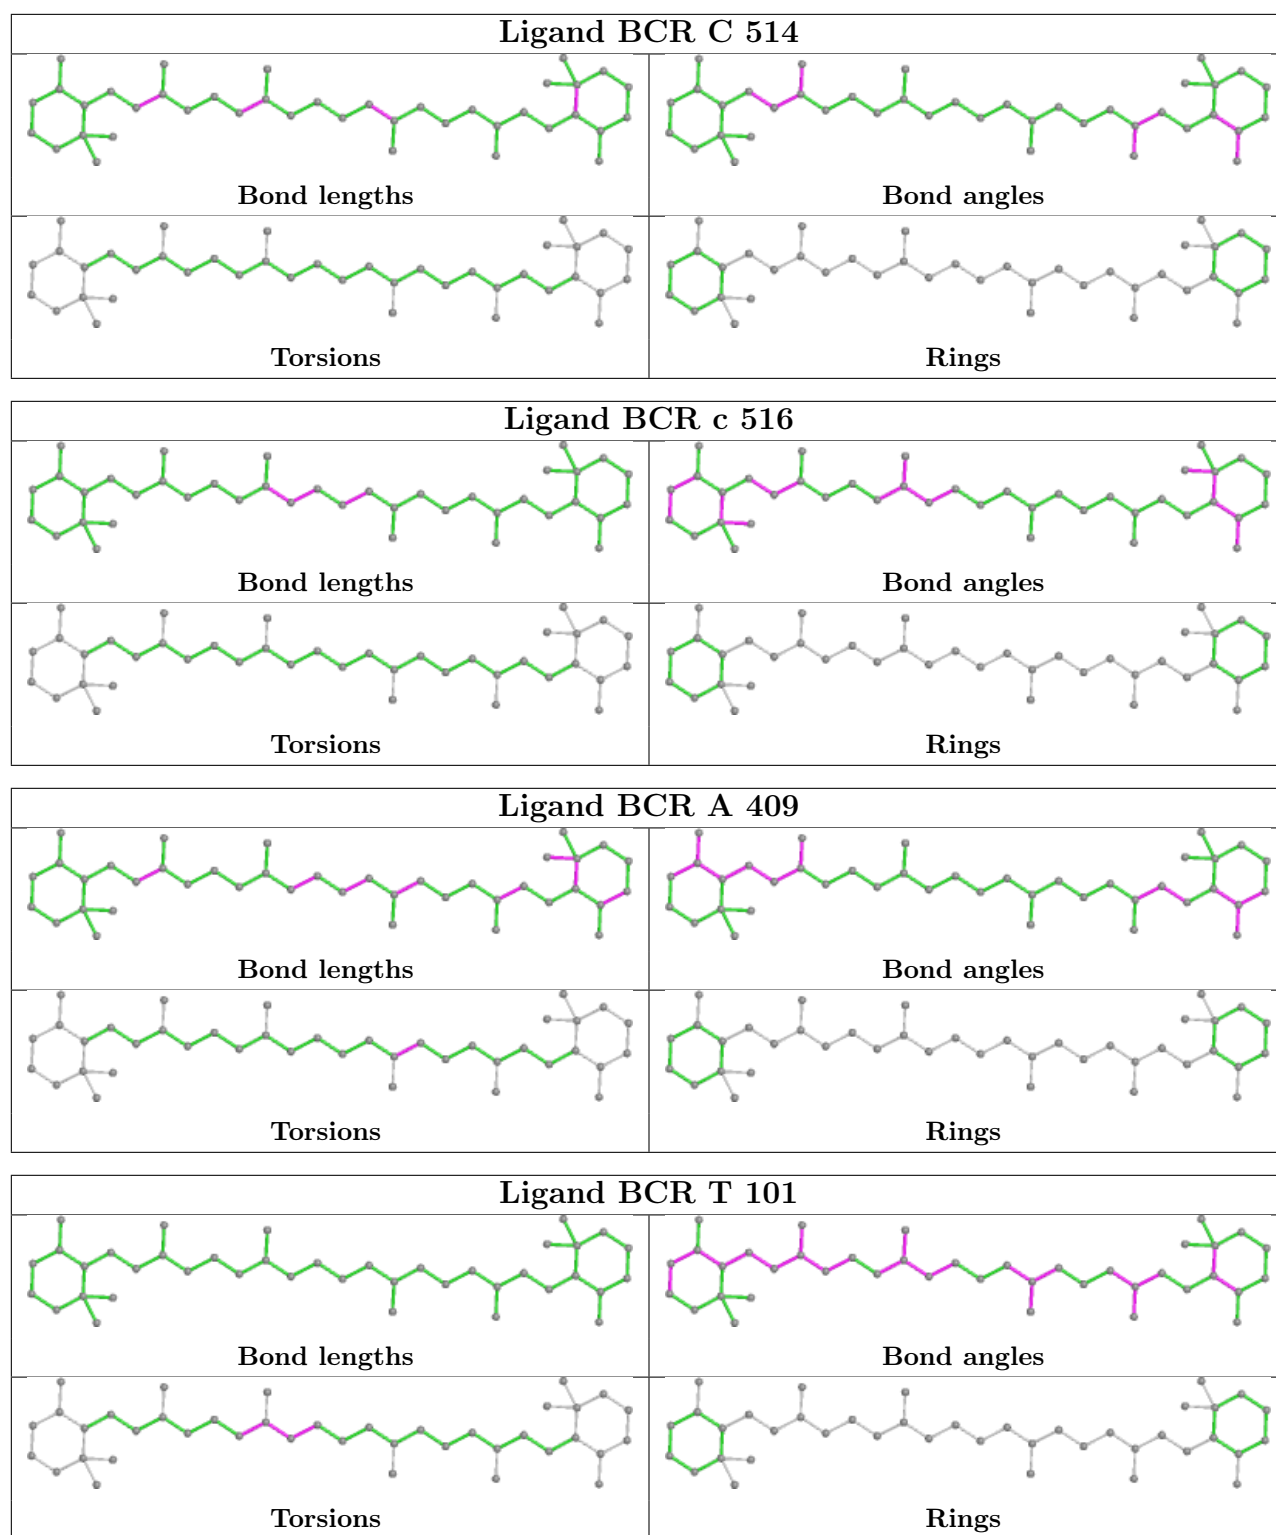 Ligand BCR C 514
Bond lengths
Bond angles
Torsions
Rings
Ligand BCR c 516
Bond lengths
Bond angles
Torsions
Rings
Ligand BCR A 409
Bond lengths
Bond angles
Torsions
Rings
Ligand BCR T 101
Bond lengths
Bond angles
Torsions
Rings